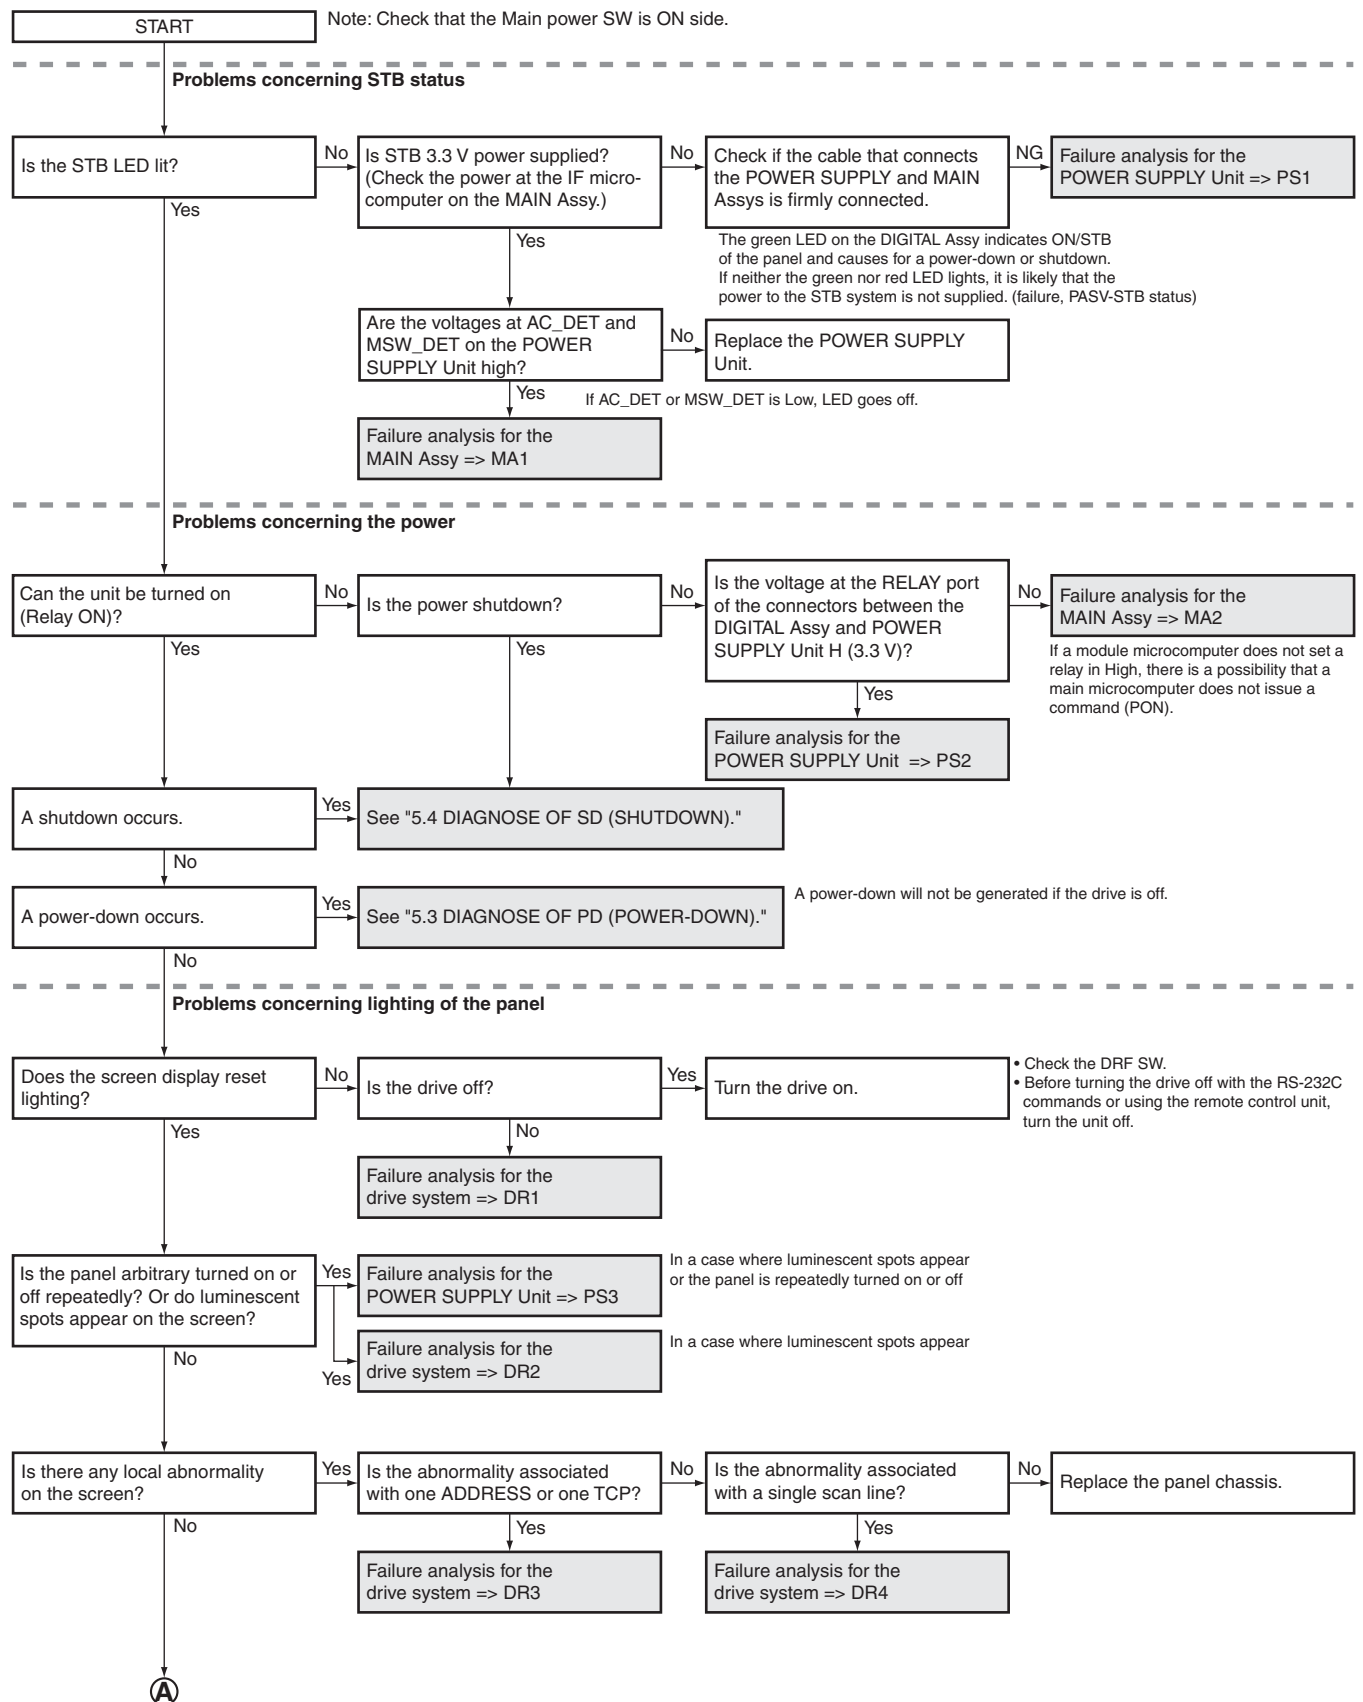 START
Note: Check that the Main power SW is ON side.
Problems concerning STB status
Is the STB LED lit?
No
Is STB 3.3 V power supplied?
(Check the power at the IF micro-
computer on the MAIN Assy.)
No
Check if the cable that connects
the POWER SUPPLY and MAIN
Assys is firmly connected.
NG
Failure analysis for the
POWER SUPPLY Unit => PS1
Yes
Yes
The green LED on the DIGITAL Assy indicates ON/STB
of the panel and causes for a power-down or shutdown.
If neither the green nor red LED lights, it is likely that the
power to the STB system is not supplied. (failure, PASV-STB status)
Are the voltages at AC_DET and
MSW_DET on the POWER
SUPPLY Unit high?
No
Replace the POWER SUPPLY
Unit.
Yes
If AC_DET or MSW_DET is Low, LED goes off.
Failure analysis for the
MAIN Assy => MA1
Problems concerning the power
Can the unit be turned on
(Relay ON)?
No
Is the power shutdown?
No
Is the voltage at the RELAY port
of the connectors between the
DIGITAL Assy and POWER
SUPPLY Unit H (3.3 V)?
No
Failure analysis for the
MAIN Assy => MA2
Yes
Yes
Yes
If a module microcomputer does not set a
relay in High, there is a possibility that a
main microcomputer does not issue a
command (PON).
Failure analysis for the
POWER SUPPLY Unit => PS2
A shutdown occurs.
Yes
See "5.4 DIAGNOSE OF SD (SHUTDOWN)."
No
A power-down occurs.
Yes
See "5.3 DIAGNOSE OF PD (POWER-DOWN)."
A power-down will not be generated if the drive is off.
No
Problems concerning lighting of the panel
Does the screen display reset
lighting?
No
Is the drive off?
Yes
Turn the drive on.
• Check the DRF SW.
• Before turning the drive off with the RS-232C
commands or using the remote control unit,
turn the unit off.
Yes
No
Failure analysis for the
drive system => DR1
Is the panel arbitrary turned on or
off repeatedly? Or do luminescent
spots appear on the screen?
Yes
Failure analysis for the
POWER SUPPLY Unit => PS3
In a case where luminescent spots appear
or the panel is repeatedly turned on or off
Yes
Failure analysis for the
drive system => DR2
In a case where luminescent spots appear
No
Is there any local abnormality
on the screen?
Yes
Is the abnormality associated
with one ADDRESS or one TCP?
No
Is the abnormality associated
with a single scan line?
No
Replace the panel chassis.
No
Yes
Yes
Failure analysis for the
drive system => DR3
Failure analysis for the
drive system => DR4
A